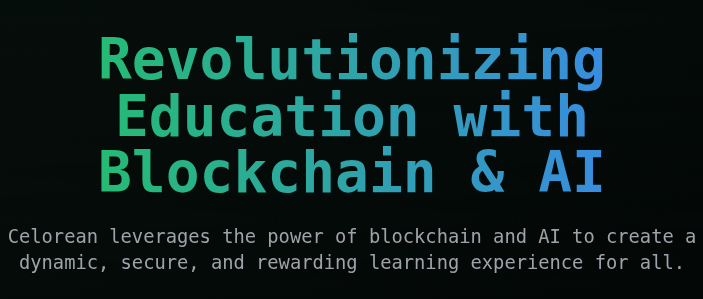 Revolutionizing
Education with
Blockchain & AI
Celorean leverages the power of blockchain and AI to create a
dynamic, secure, and rewarding learning experience for all.